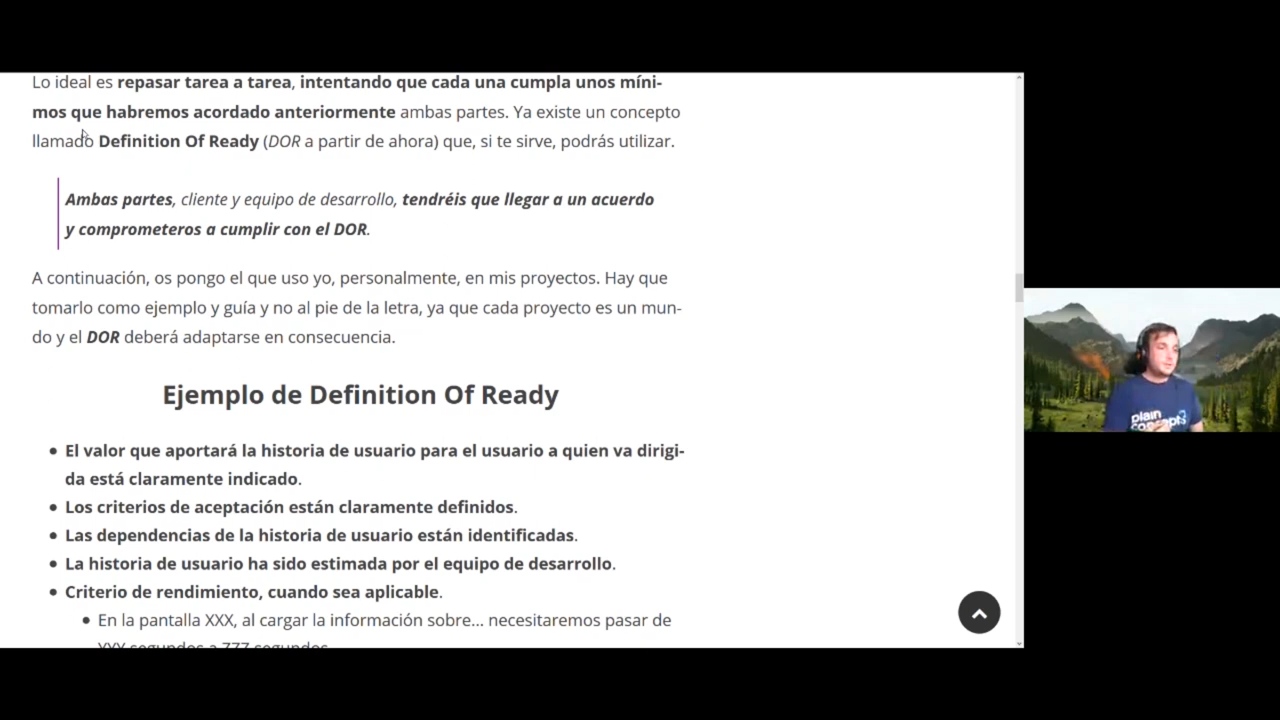 Lo ideal es repasar tarea a tarea, intentando que cada una cumpla unos míni-
mos que habremos acordado anteriormente ambas partes. Ya existe un concepto
llamado Definition Of Ready (DOR a partir de ahora) que, si te sirve, podrás utilizar.
Ambas partes, cliente y equipo de desarrollo, tendréis que llegar a un acuerdo
y comprometeros a cumplir con el DOR.
A continuación, os pongo el que uso yo, personalmente, en mis proyectos. Hay que
tomarlo como ejemplo y guía y no al pie de la letra, ya que cada proyecto es un mun-
do y el DOR deberá adaptarse en consecuencia.
Ejemplo de Definition Of Ready
El valor que aportará la historia de usuario para el usuario a quien va dirigi-
da está claramente indicado.
Los criterios de aceptación están claramente definidos.
Las dependencias de la historia de usuario están identificadas.
La historia de usuario ha sido estimada por el equipo de desarrollo.
Criterio de rendimiento, cuando sea aplicable.
En la pantalla XXX, al cargar la información sobre... necesitaremos pasar de
YYY segundos a ZZZ segundos.
plain
concepts